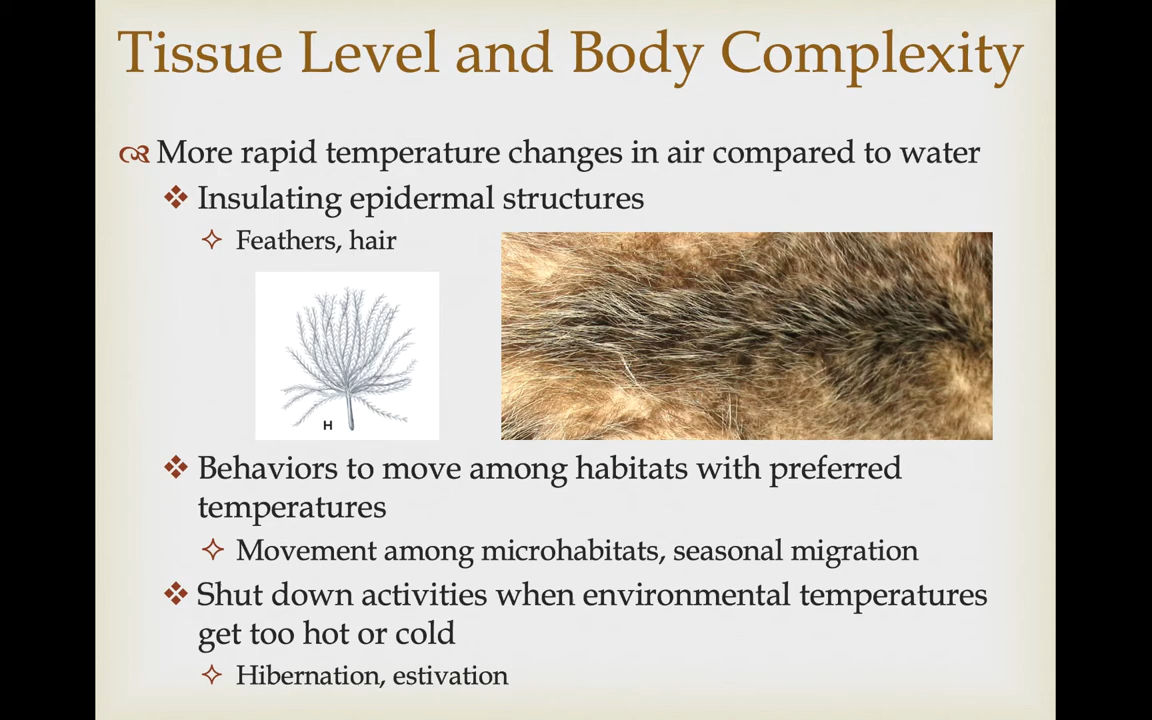 Tissue Level and Body Complexity
More rapid temperature changes in air compared to water
Insulating epidermal structures
Feathers, hair
H
Behaviors to move among habitats with preferred
temperatures
Movement among microhabitats, seasonal migration
Shut down activities when environmental temperatures
get too hot or cold
Hibernation, estivation